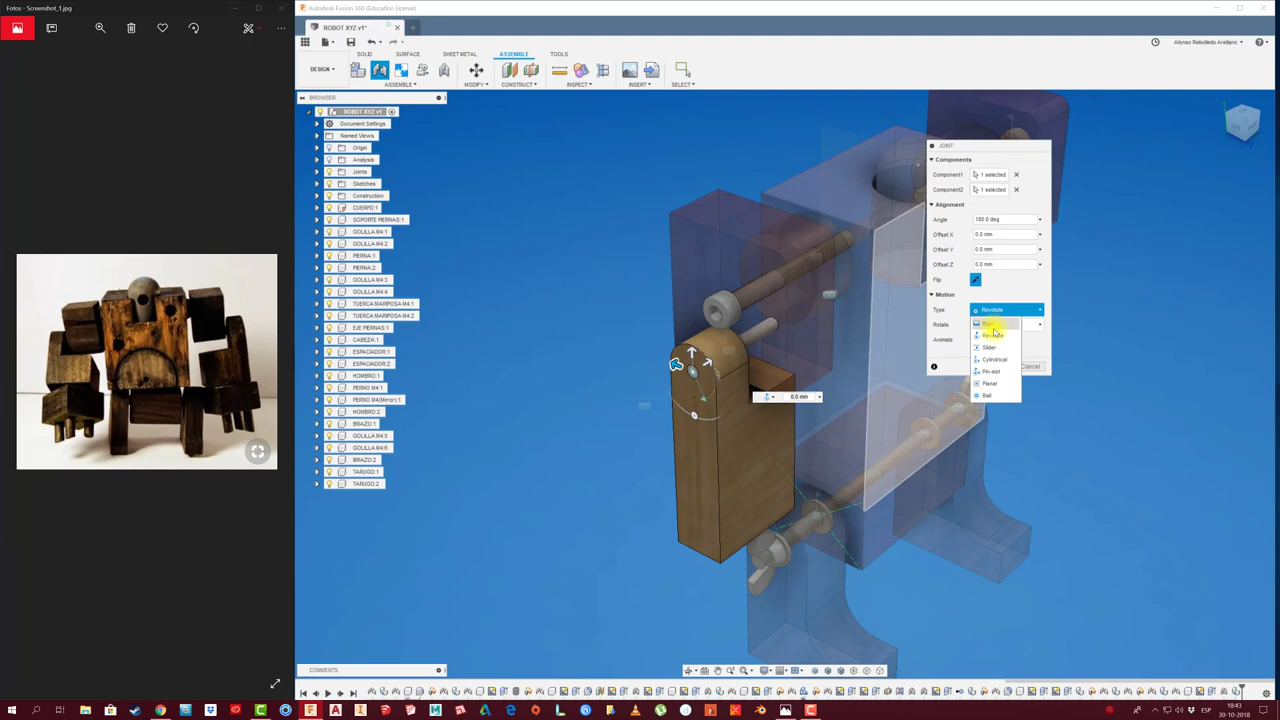 Fotos - Screenshot_1.jpg
Autodesk Fusion 360 (Education License)
ROBOT XYZ v1*
Alonso Rebolledo Arellano
SOLID SURFACE SHEET METAL ASSEMBLE TOOLS
DESIGN
ASSEMBLE MODIFY CONSTRUCT INSPECT INSERT SELECT
BROWSER
ROBOT XYZ v1
Document Settings
Named Views
Origin
Analysis
Joints
Sketches
Construction
CUERPO:1
SOPORTE PIERNAS:1
GOLILLA M4:1
GOLILLA M4:2
PIERNA:1
PIERNA:2
GOLILLA M4:3
GOLILLA M4:4
TUERCA MARIPOSA M4:1
TUERCA MARIPOSA M4:2
EJE PIERNAS:1
CABEZA:1
ESPACIADOR:1
ESPACIADOR:2
HOMBRO:1
PERNO M4:1
PERNO M4(Mirror):1
HOMBRO:2
BRAZO:1
GOLILLA M4:5
GOLILLA M4:6
BRAZO:2
TARUGO:1
TARUGO:2
JOINT
Components
Component1 1 selected
Component2 1 selected
Alignment
Angle 180.0 deg
Offset X 0.0 mm
Offset Y 0.0 mm
Offset Z 0.0 mm
Flip
Motion
Type Revolute
Rotate
Animate
Rigid
Revolute
Slider
Cylindrical
Pin-slot
Planar
Ball
Cancel
0.0 mm
COMMENTS
ESP
18:43
30-10-2018